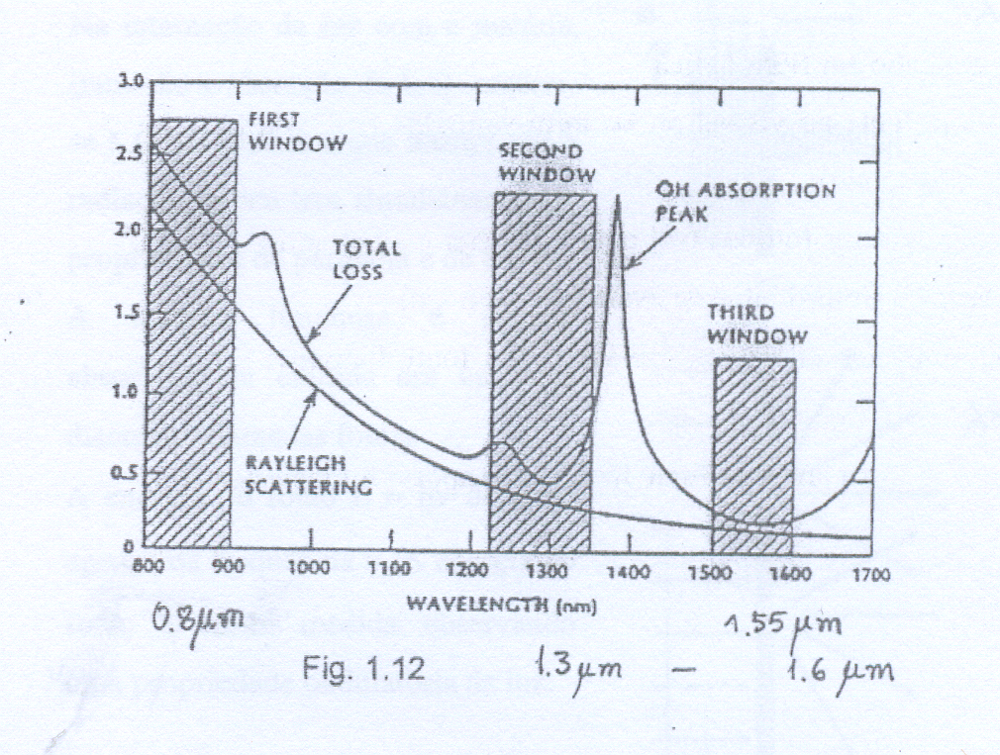 3.0
FIRST
WINDOW
2.5
SECOND
WINDOW
OH ABSORPTION
PEAK
2.0
TOTAL
LOSS
1.5
THIRD
WINDOW
1.0
RAYLEIGH
SCATTERING
0.5
0
800 900 1000 1100 1200 1300 1400 1500 1600 1700
WAVELENGTH (nm)
0.8μm
1.55 μm
Fig. 1.12
1.3 μm — 1.6 μm